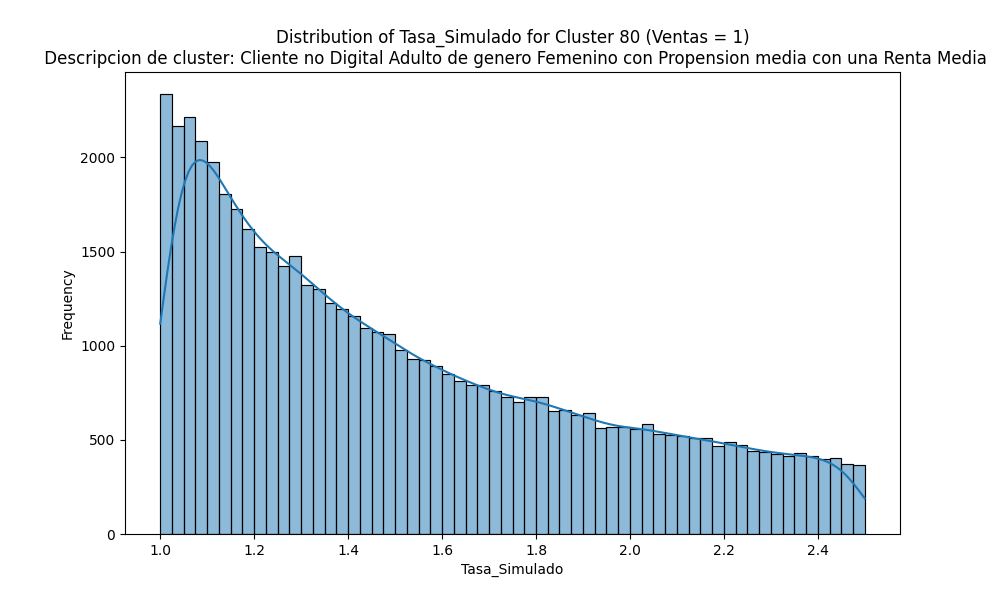 Distribution of Tasa_Simulado for Cluster 80 (Ventas = 1)
Descripcion de cluster: Cliente no Digital Adulto de genero Femenino con Propension media con una Renta Media
2000
1500
1000
500
0
Frequency
1.0 1.2 1.4 1.6 1.8 2.0 2.2 2.4
Tasa_Simulado